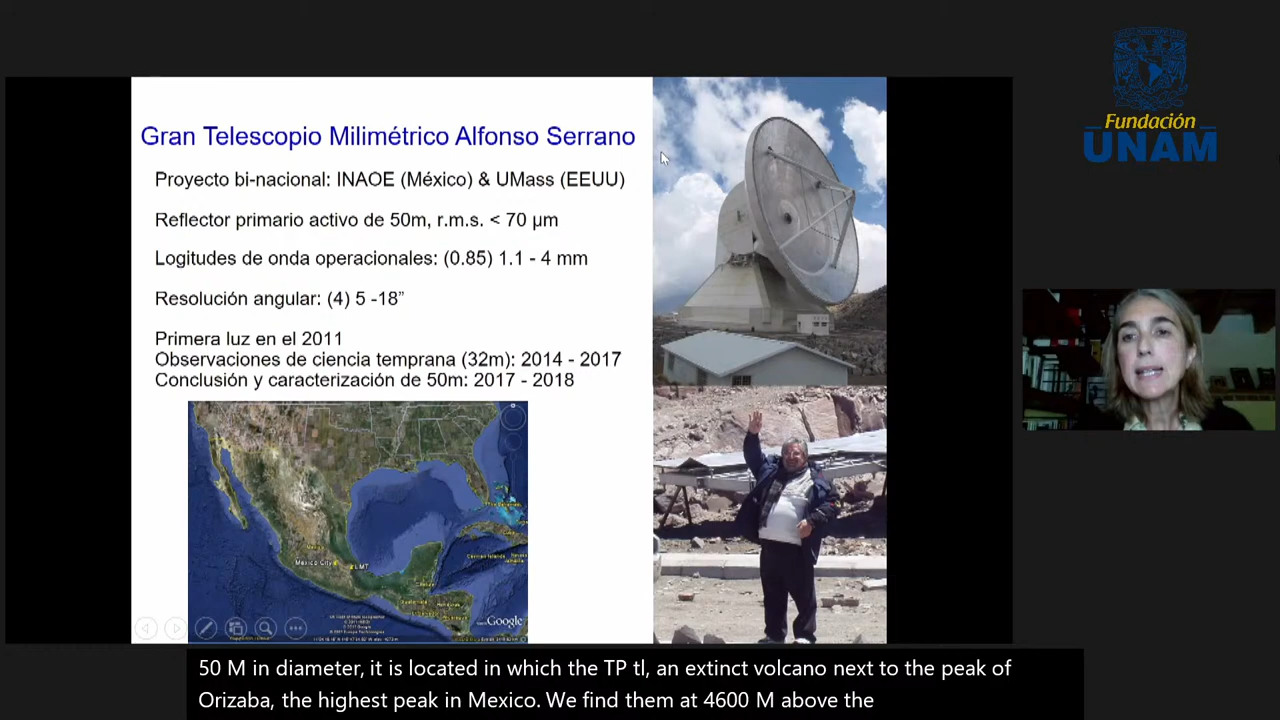 Gran Telescopio Milimétrico Alfonso Serrano
Proyecto bi-nacional: INAOE (México) & UMass (EEUU)
Reflector primario activo de 50m, r.m.s. < 70 µm
Logitudes de onda operacionales: (0.85) 1.1 - 4 mm
Resolución angular: (4) 5 -18”
Primera luz en el 2011
Observaciones de ciencia temprana (32m): 2014 - 2017
Conclusión y caracterización de 50m: 2017 - 2018
Mexico City
LMT
Google
Fundación
UNAM
50 M in diameter, it is located in which the TP tl, an extinct volcano next to the peak of
Orizaba, the highest peak in Mexico. We find them at 4600 M above the